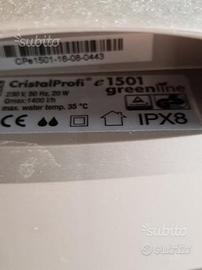 subito
CPe1501-16-08-0443
CristalProfi e1501
greenline
230 V, 50 Hz, 20 W
Qmax:1400 l/h
max. water temp. 35 °C
CE IPX8
subito
subito